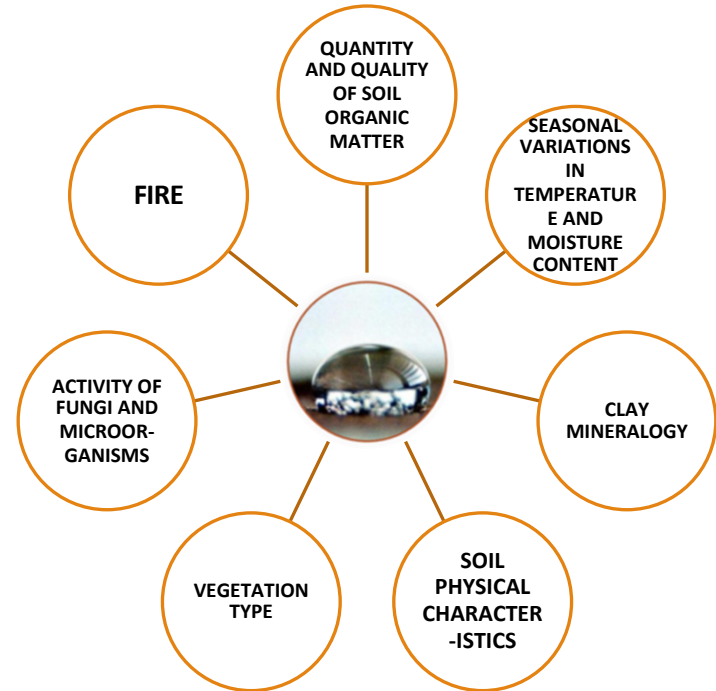 QUANTITY
AND QUALITY
OF SOIL
ORGANIC
MATTER
SEASONAL
VARIATIONS
IN
TEMPERATUR
E AND
MOISTURE
CONTENT
CLAY
MINERALOGY
SOIL
PHYSICAL
CHARACTER
-ISTICS
VEGETATION
TYPE
ACTIVITY OF
FUNGI AND
MICROOR-
GANISMS
FIRE